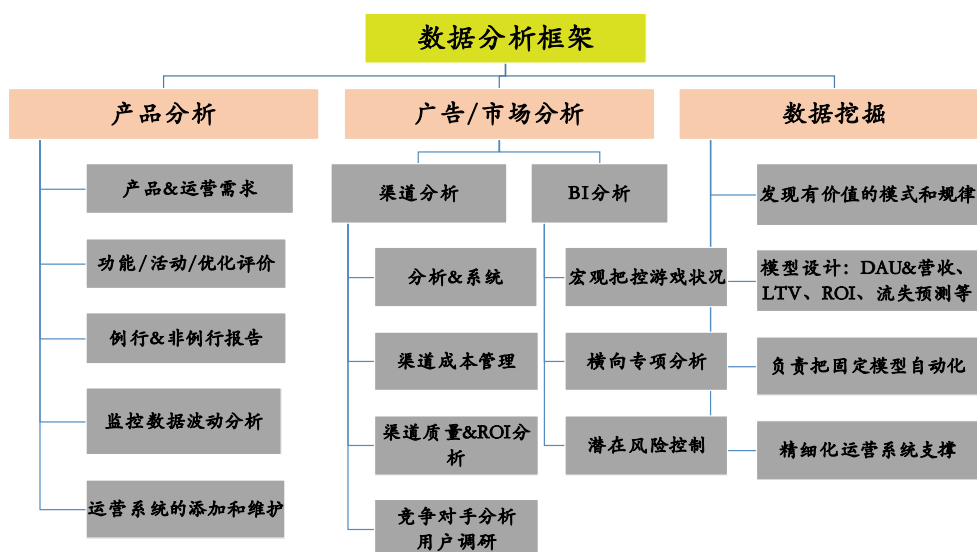 数据分析框架
产品分析
产品&运营需求
功能/活动/优化评价
例行&非例行报告
监控数据波动分析
运营系统的添加和维护
广告/市场分析
渠道分析
分析&系统
渠道成本管理
渠道质量&ROI分
析
竞争对手分析
用户调研
BI分析
宏观把控游戏状况
横向专项分析
潜在风险控制
数据挖掘
发现有价值的模式和规律
模型设计：DAU&营收、
LTV、ROI、流失预测等
负责把固定模型自动化
精细化运营系统支撑